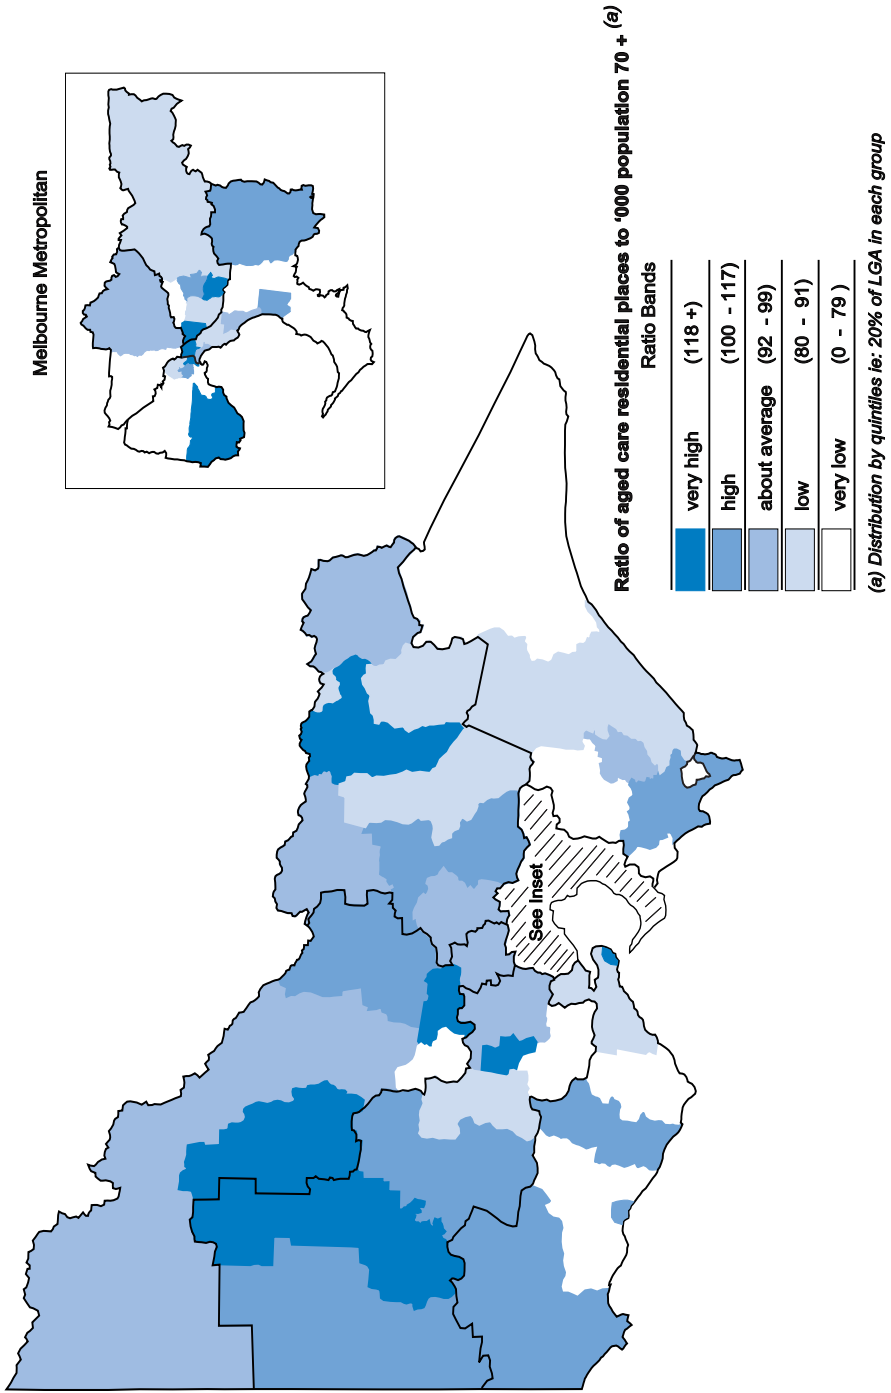 Melbourne Metropolitan
See Inset
Ratio of aged care residential places to ‘000 population 70 + (a)
Ratio Bands
very high (118 +)
high (100 - 117)
about average (92 - 99)
low (80 - 91)
very low (0 - 79 )
(a) Distribution by quintiles ie: 20% of LGA in each group